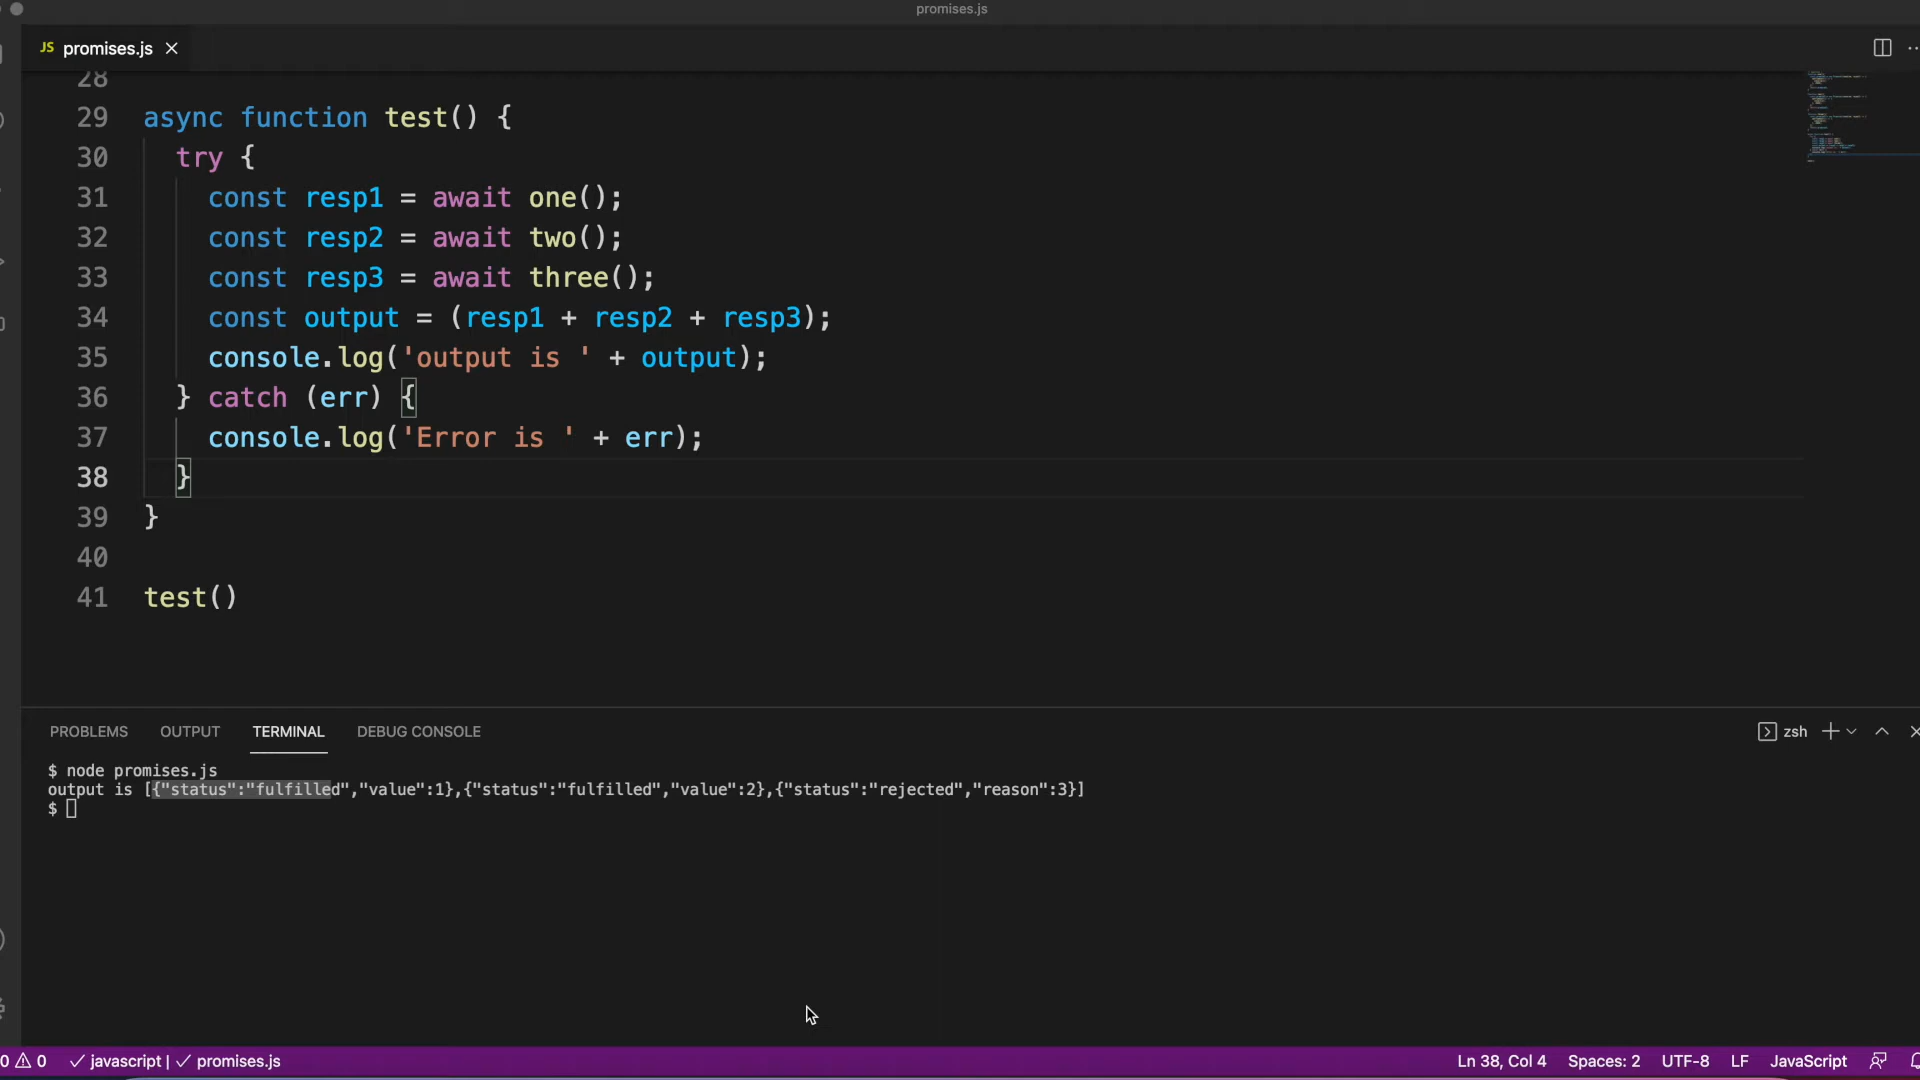 promises.js
JS promises.js
28
29 async function test() {
30 try {
31 const resp1 = await one();
32 const resp2 = await two();
33 const resp3 = await three();
34 const output = (resp1 + resp2 + resp3);
35 console.log('output is ' + output);
36 } catch (err) {
37 console.log('Error is ' + err);
38 }
39 }
40
41 test()
PROBLEMS OUTPUT TERMINAL DEBUG CONSOLE zsh
$ node promises.js
output is [{"status":"fulfilled","value":1},{"status":"fulfilled","value":2},{"status":"rejected","reason":3}]
$
0 0 javascript | promises.js Ln 38, Col 4 Spaces: 2 UTF-8 LF JavaScript